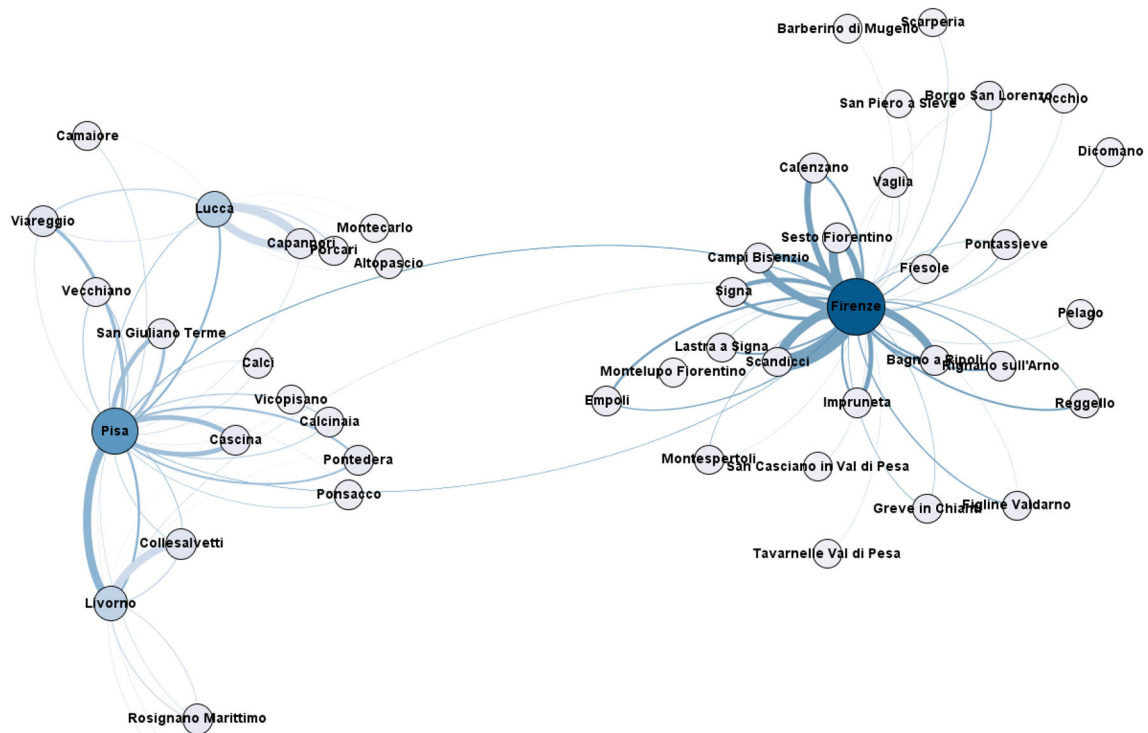 Scarperia
Barberino di Mugello
Borgo San Lorenzo
Vicchio
San Piero a Sieve
Camaiore
Dicomano
Calenzano
Vaglia
Lucca
Viareggio
Montecarlo
Sesto Fiorentino
Capannori
Porcari
Pontassieve
Altopascio
Campi Bisenzio
Fiesole
Vecchiano
Signa
Firenze
Pelago
San Giuliano Terme
Lastra a Signa
Calci
Scandicci
Bagno a Ripoli
Rignano sull'Arno
Montelupo Fiorentino
Vicopisano
Empoli
Impruneta
Reggello
Calcinaia
Pisa
Cascina
Pontedera
Montespertoli
San Casciano in Val di Pesa
Ponsacco
Greve in Chianti
Figline Valdarno
Collesalvetti
Tavarnelle Val di Pesa
Livorno
Rosignano Marittimo